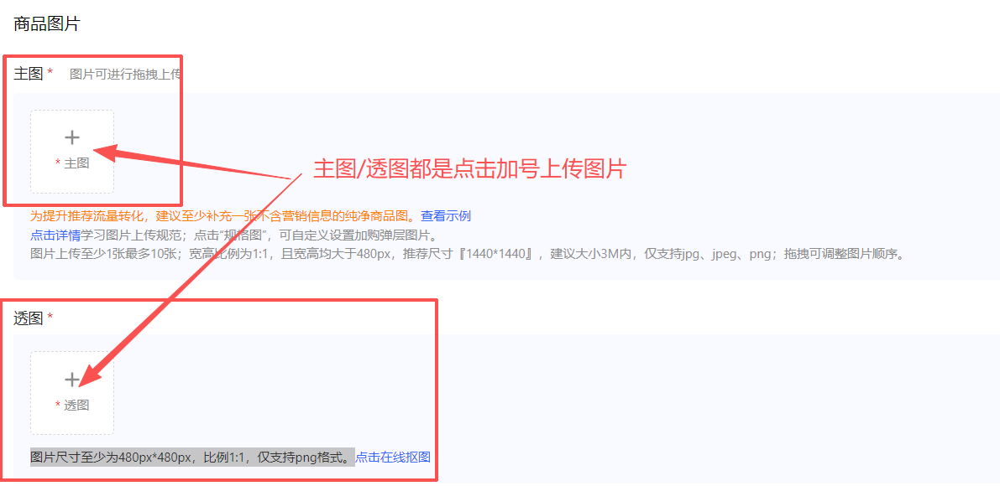 商品图片
主图 * 图片可进行拖拽上传
+
* 主图
主图/透图都是点击加号上传图片
为提升推荐流量转化，建议至少补充一张不含营销信息的纯净商品图。查看示例
点击详情学习图片上传规范；点击“规格图”，可自定义设置加购弹层图片。
图片上传至少1张最多10张；宽高比例为1:1，且宽高均大于480px，推荐尺寸『1440*1440』，建议大小3M内，仅支持jpg、jpeg、png；拖拽可调整图片顺序。
透图 *
+
* 透图
图片尺寸至少为480px*480px，比例1:1，仅支持png格式。点击在线抠图